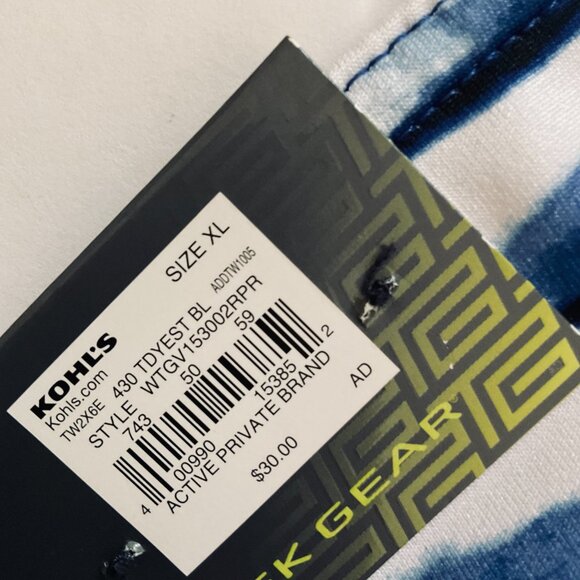 KOHL'S
Kohls.com
SIZE XL
TW2X6E
ADDTW1005
430 TDYEST BL
STYLE WTGV153002RPR
743 50 59
4 00990 15385 2
ACTIVE PRIVATE BRAND
$30.00 AD
EK GEAR